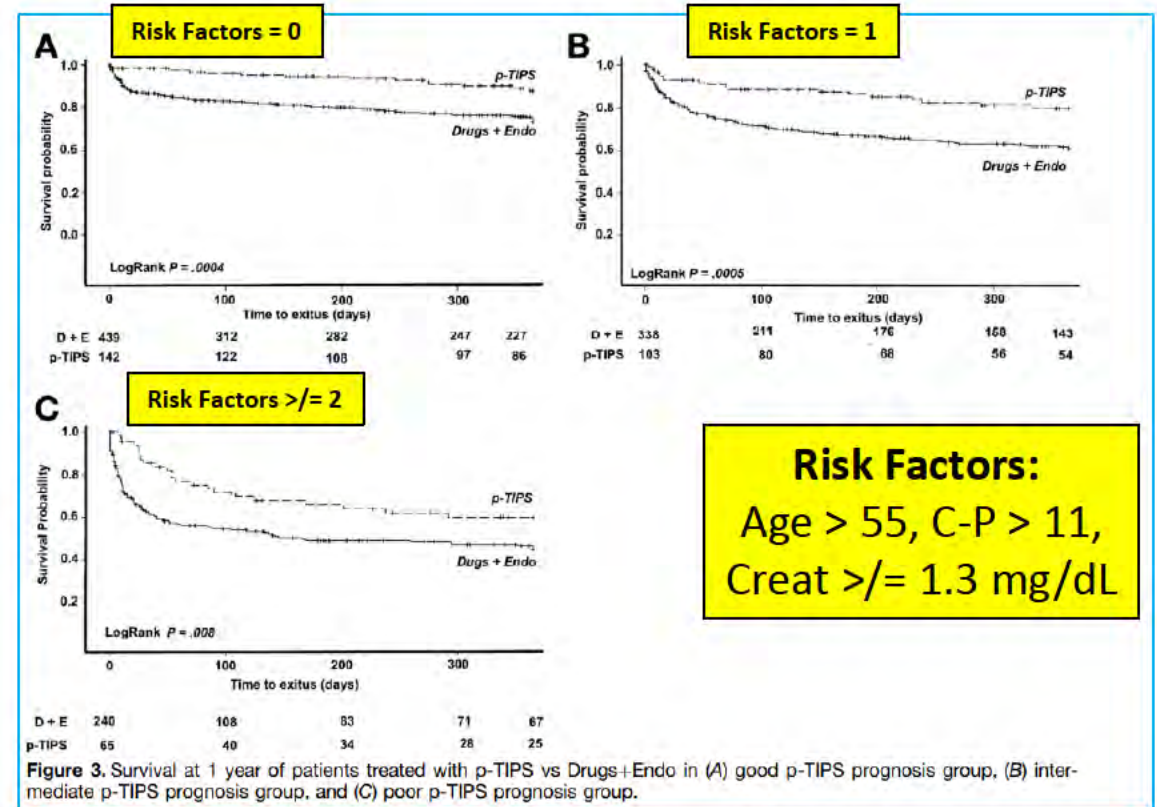 A
Risk Factors = 0
1.0
0.8
0.6
0.2
0.0
Survival probability
p-TIPS
Drugs + Endo
LogRank P = .0004
0 100 200 300
Time to exitus (days)
D + E 439 312 282 247 227
p-TIPS 142 122 108 97 86
B
Risk Factors = 1
1.0
0.8
0.6
0.4
0.2
Survival probability
p-TIPS
Drugs + Endo
LogRank P = .0005
0 100 200 300
Time to exitus (days)
D + E 338 211 176 158 143
p-TIPS 103 80 68 56 54
C
Risk Factors >/= 2
1.0
0.8
0.6
0.4
0.2
Survival Probability
p-TIPS
Dugs + Endo
LogRank P = .008
0 100 200 300
Time to exitus (days)
D + E 240 108 83 71 67
p-TIPS 65 40 34 28 25
Risk Factors:
Age > 55, C-P > 11,
Creat >/= 1.3 mg/dL
Figure 3. Survival at 1 year of patients treated with p-TIPS vs Drugs+Endo in (A) good p-TIPS prognosis group, (B) inter-
mediate p-TIPS prognosis group, and (C) poor p-TIPS prognosis group.